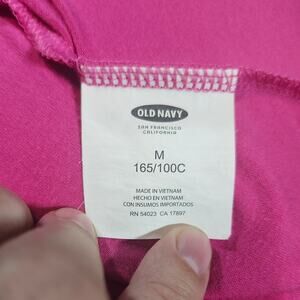 OLD NAVY
SAN FRANCISCO
CALIFORNIA
M
165/100C
MADE IN VIETNAM
HECHO EN VIETNAM
CON INSUMOS IMPORTADOS
RN 54023 CA 17897